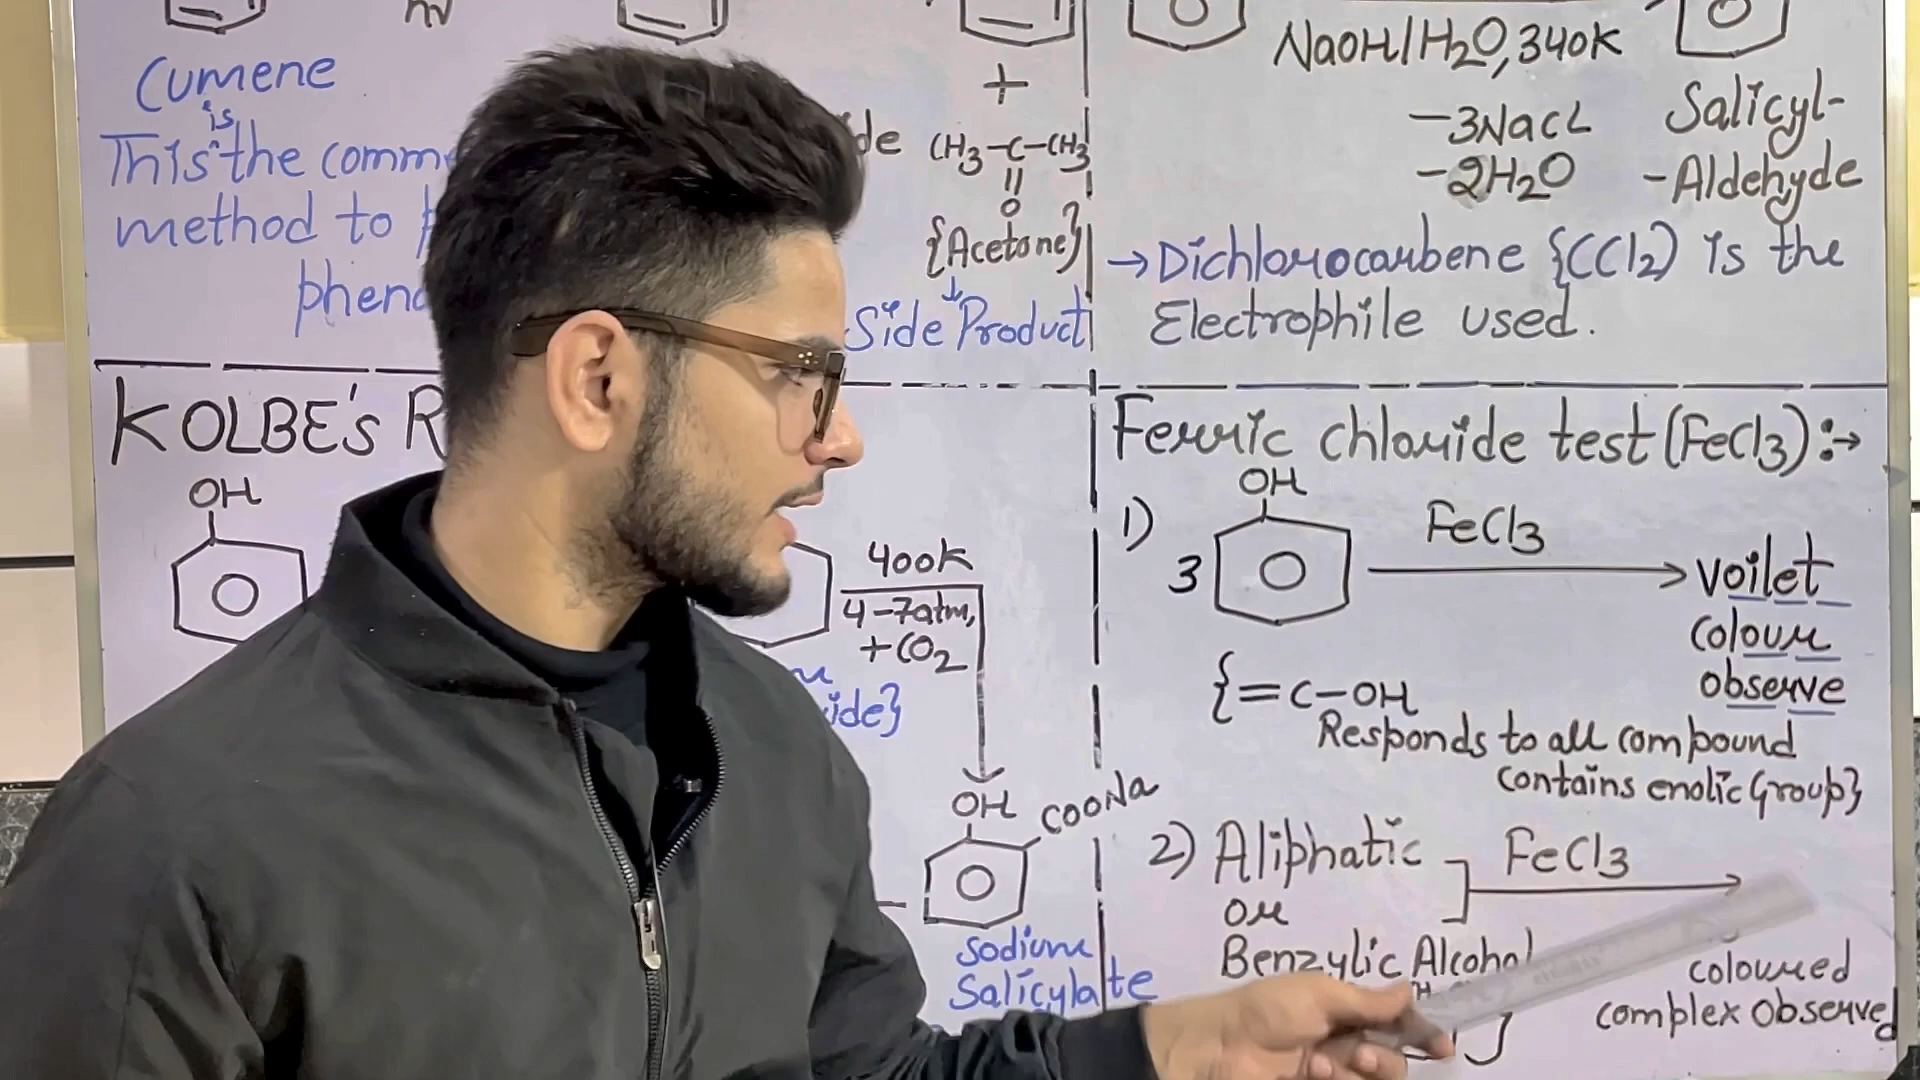 hν
Cumene
is
This the comm
method to
phen
+
CH3-C-CH3
O
{Acetone}
↓
Side Product
NaOH/H2O, 340K
-3NaCl
-2H2O
Salicyl-
-Aldehyde
→Dichlorocarbene {CCl2} is the
Electrophile used.
KOLBE's R
OH
400K
4-7atm,
+CO2
ide}
OH
COONa
Sodium
Salicylate
Ferric chloride test (FeCl3):→
1)
OH
3
FeCl3
voilet
colour
observe
{=C-OH
Responds to all compound
contains enolic Group}
2) Aliphatic
or
Benzylic Alcohol
FeCl3
coloured
complex observed